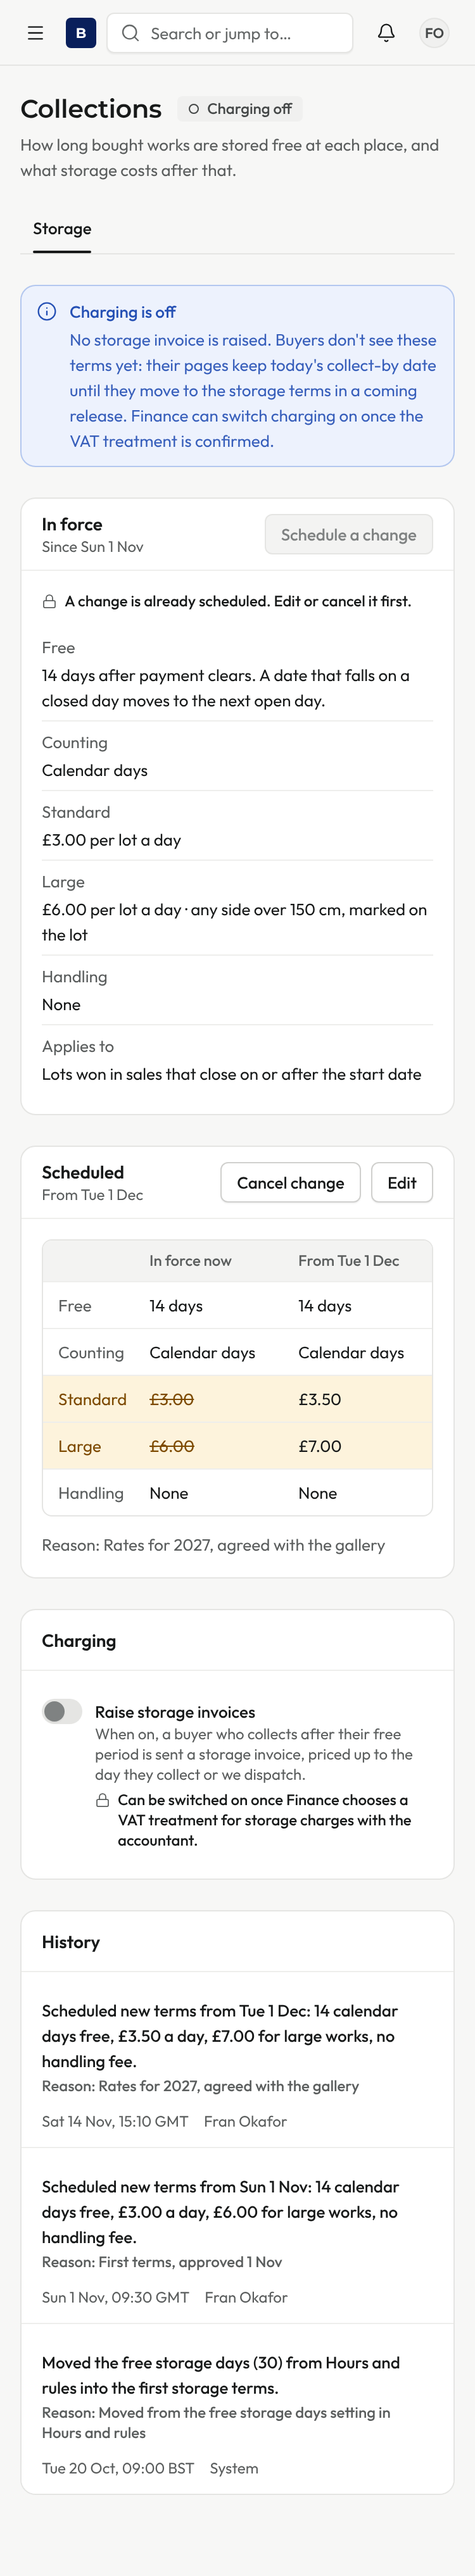 B
Search or jump to...
FO
Collections
Charging off
How long bought works are stored free at each place, and
what storage costs after that.
Storage
Charging is off
No storage invoice is raised. Buyers don't see these
terms yet: their pages keep today's collect-by date
until they move to the storage terms in a coming
release. Finance can switch charging on once the
VAT treatment is confirmed.
In force
Since Sun 1 Nov
Schedule a change
A change is already scheduled. Edit or cancel it first.
Free
14 days after payment clears. A date that falls on a
closed day moves to the next open day.
Counting
Calendar days
Standard
£3.00 per lot a day
Large
£6.00 per lot a day · any side over 150 cm, marked on
the lot
Handling
None
Applies to
Lots won in sales that close on or after the start date
Scheduled
From Tue 1 Dec
Cancel change
Edit
In force now From Tue 1 Dec
Free 14 days 14 days
Counting Calendar days Calendar days
Standard £3.00 £3.50
Large £6.00 £7.00
Handling None None
Reason: Rates for 2027, agreed with the gallery
Charging
Raise storage invoices
When on, a buyer who collects after their free
period is sent a storage invoice, priced up to the
day they collect or we dispatch.
Can be switched on once Finance chooses a
VAT treatment for storage charges with the
accountant.
History
Scheduled new terms from Tue 1 Dec: 14 calendar
days free, £3.50 a day, £7.00 for large works, no
handling fee.
Reason: Rates for 2027, agreed with the gallery
Sat 14 Nov, 15:10 GMT Fran Okafor
Scheduled new terms from Sun 1 Nov: 14 calendar
days free, £3.00 a day, £6.00 for large works, no
handling fee.
Reason: First terms, approved 1 Nov
Sun 1 Nov, 09:30 GMT Fran Okafor
Moved the free storage days (30) from Hours and
rules into the first storage terms.
Reason: Moved from the free storage days setting in
Hours and rules
Tue 20 Oct, 09:00 BST System